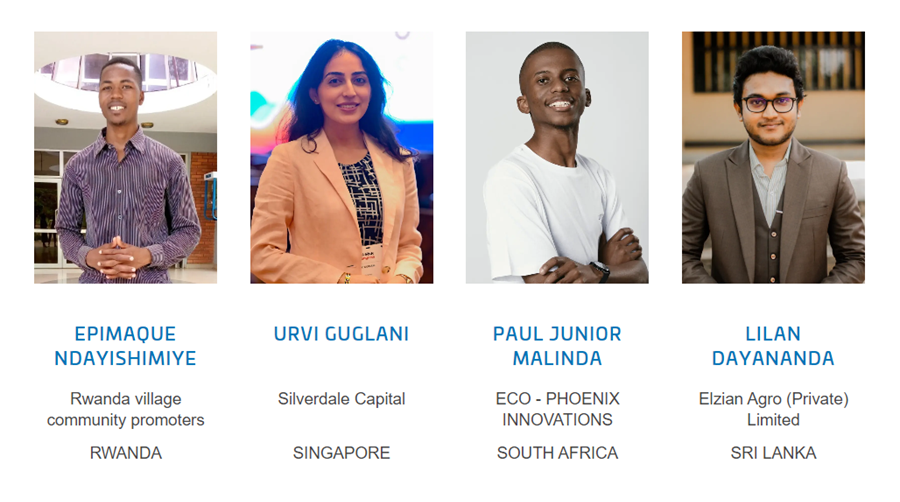 EPIMAQUE
NDAYISHIMIYE
Rwanda village
community promoters
RWANDA
URVI GUGLANI
Silverdale Capital
SINGAPORE
PAUL JUNIOR
MALINDA
ECO - PHOENIX
INNOVATIONS
SOUTH AFRICA
LILAN
DAYANANDA
Elzian Agro (Private)
Limited
SRI LANKA